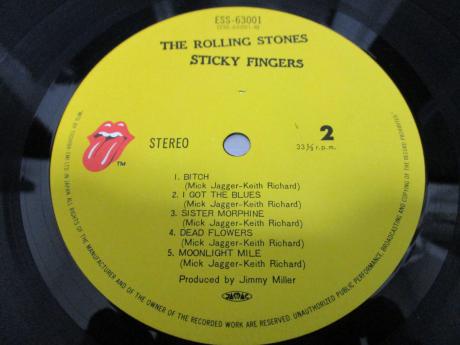 ESS-63001
THE ROLLING STONES
STICKY FINGERS
STEREO
2
33⅓ r.p.m.
TM
1. BITCH
(Mick Jagger-Keith Richard)
2. I GOT THE BLUES
(Mick Jagger-Keith Richard)
3. SISTER MORPHINE
(Mick Jagger-Keith Richard)
4. DEAD FLOWERS
(Mick Jagger-Keith Richard)
5. MOONLIGHT MILE
(Mick Jagger-Keith Richard)
Produced by Jimmy Miller
IN JAPAN. ALL RIGHTS OF THE MANUFACTURER AND OF THE OWNER OF THE RECORDED WORK ARE RESERVED. UNAUTHORIZED PUBLIC PERFORMANCE, BROADCASTING AND COPYING OF THE RECORD PROHIBITED.